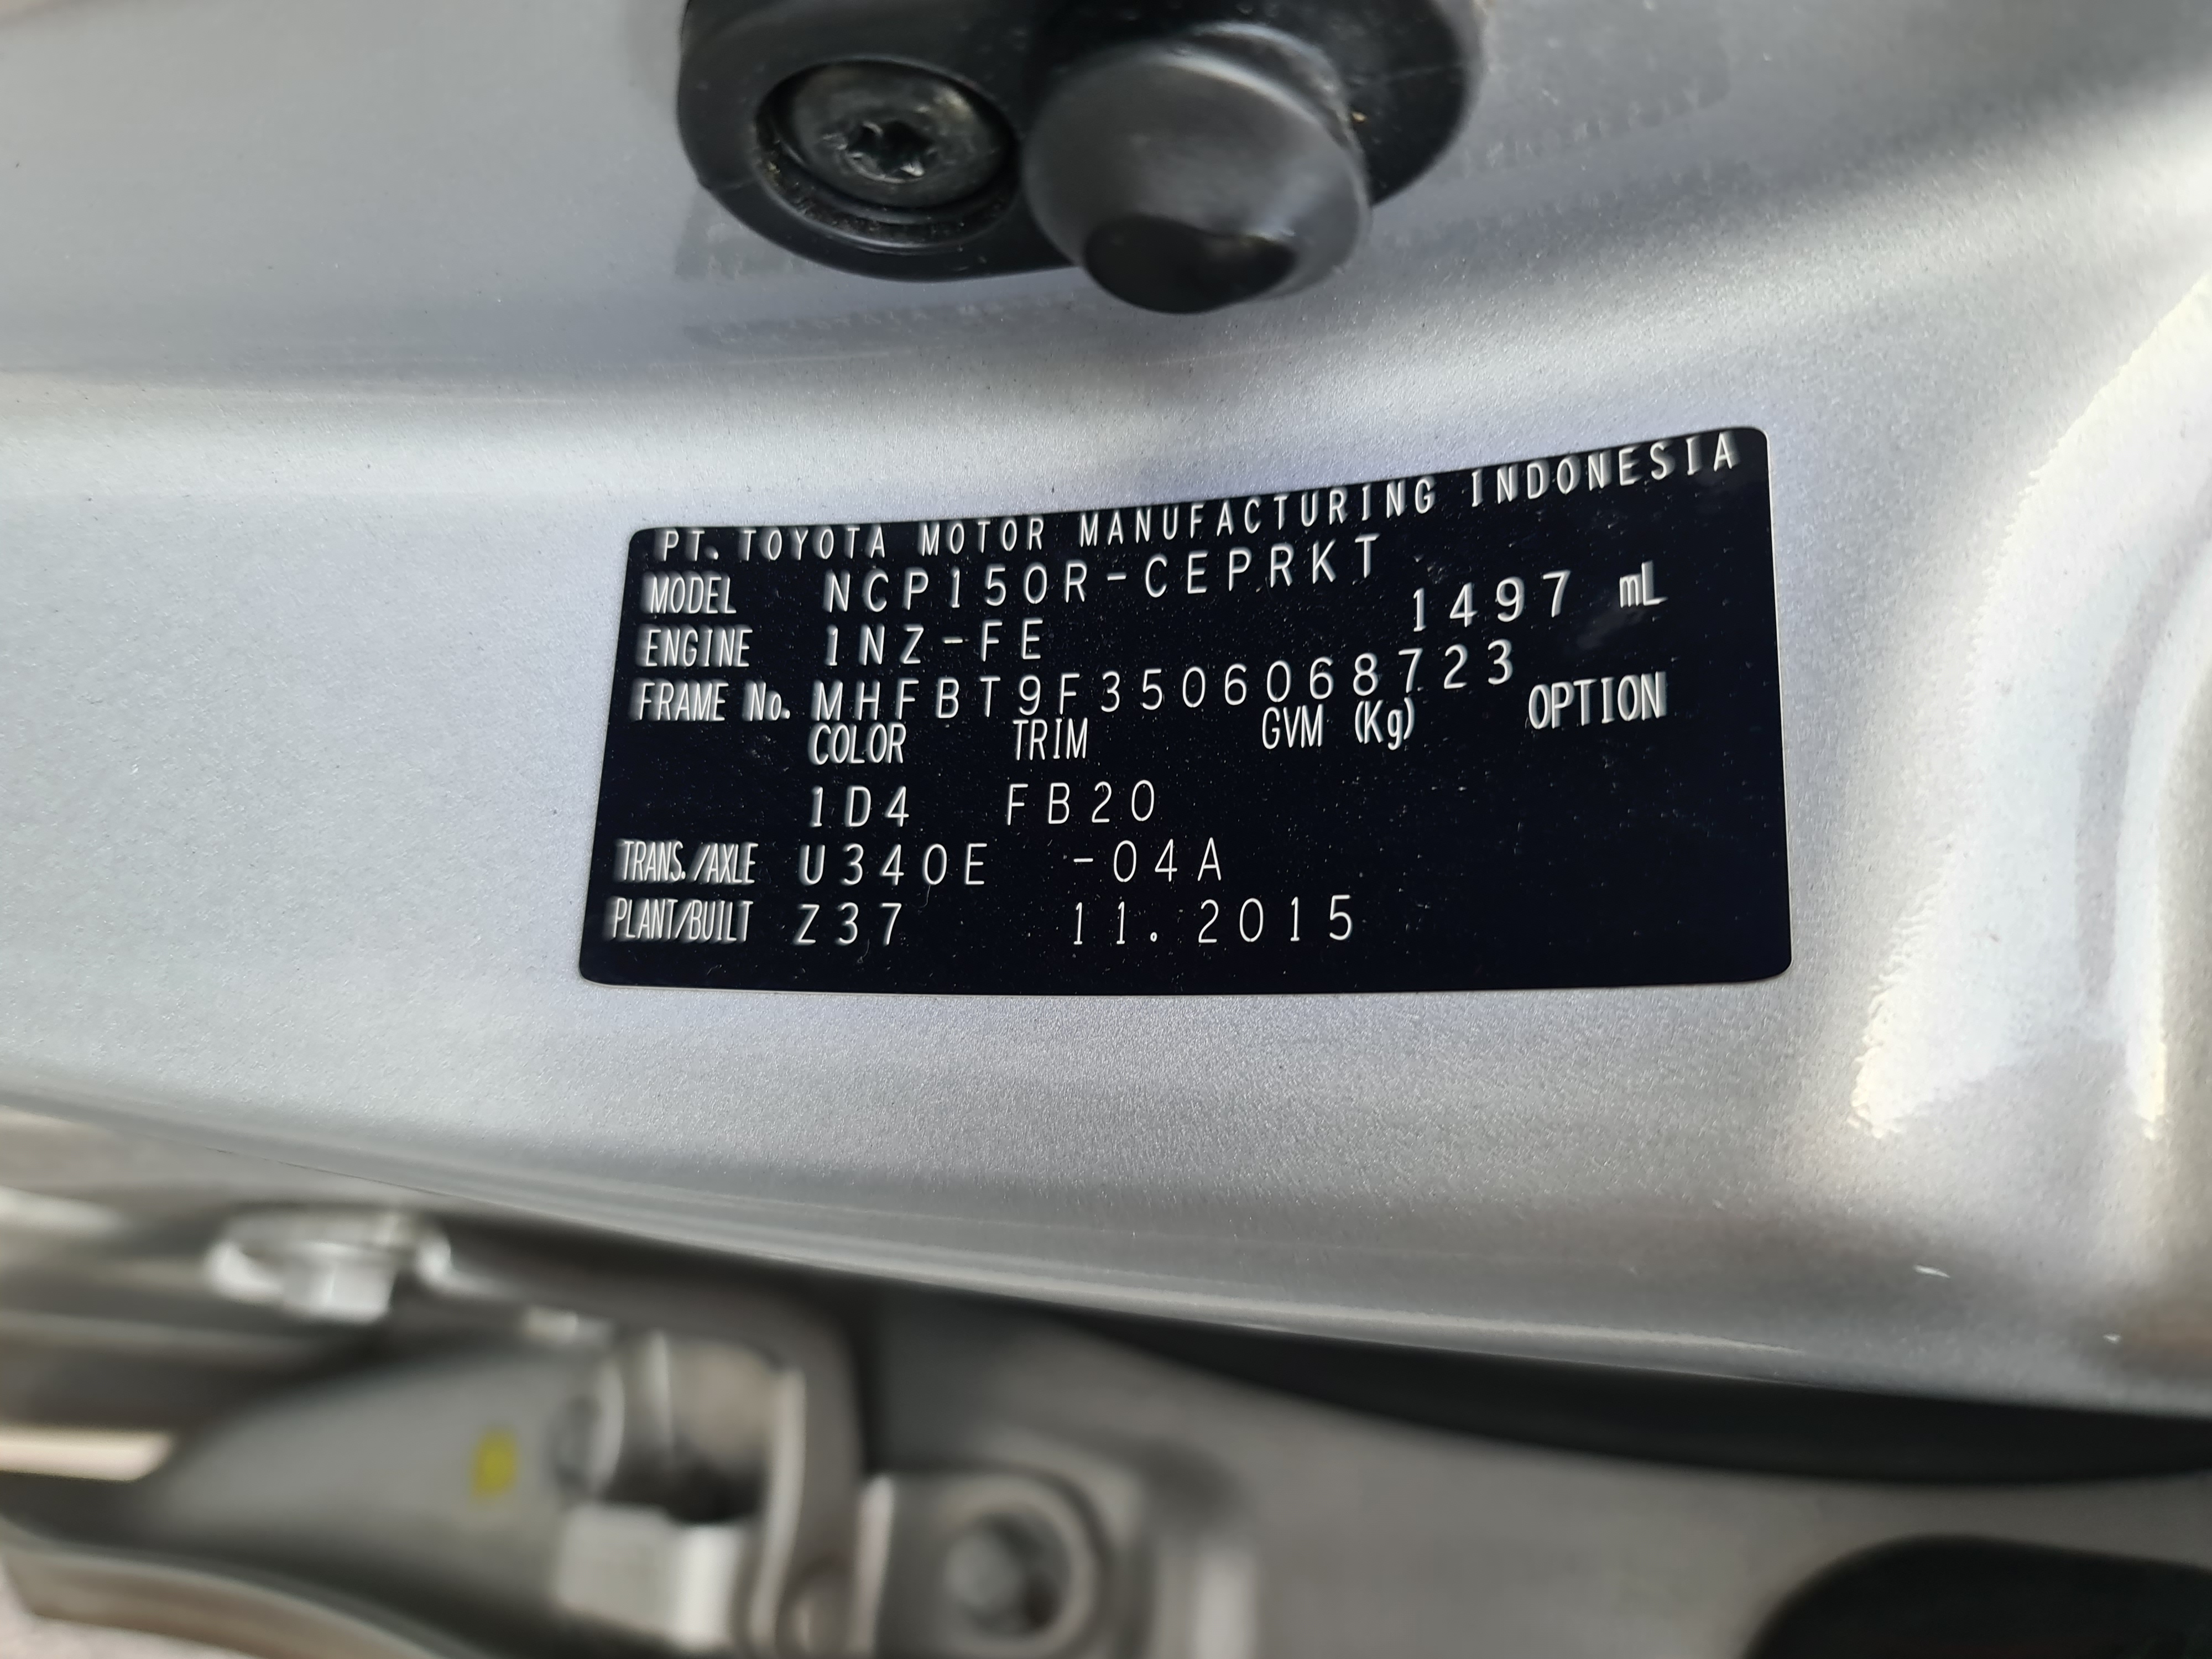 PT. TOYOTA MOTOR MANUFACTURING INDONESIA
MODEL NCP150R-CEPRKT
ENGINE 1NZ-FE 1497 mL
FRAME No. MHFBT9F3506068723
COLOR TRIM GVM (Kg) OPTION
1D4 FB20
TRANS./AXLE U340E -04A
PLANT/BUILT Z37 11.2015